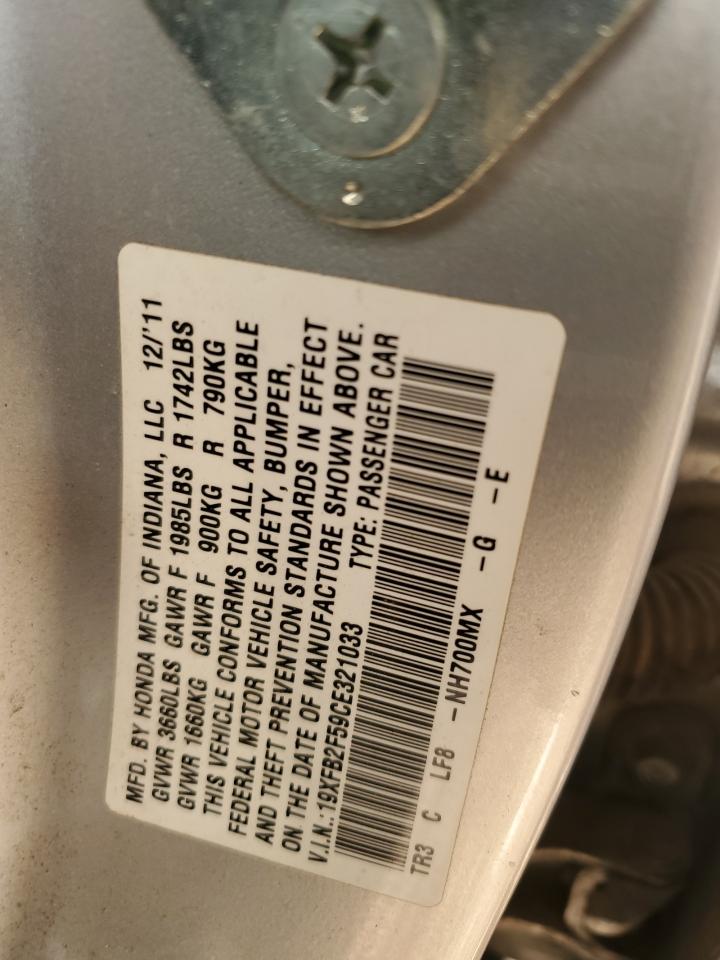 MFD. BY HONDA MFG. OF INDIANA, LLC 12/'11
GVWR 3660LBS GAWR F 1985LBS R 1742LBS
GVWR 1660KG GAWR F 900KG R 790KG
THIS VEHICLE CONFORMS TO ALL APPLICABLE
FEDERAL MOTOR VEHICLE SAFETY, BUMPER,
AND THEFT PREVENTION STANDARDS IN EFFECT
ON THE DATE OF MANUFACTURE SHOWN ABOVE.
V.I.N.: 19XFB2F59CE321033 TYPE: PASSENGER CAR
TR3 C LF8 -NH700MX -G -E